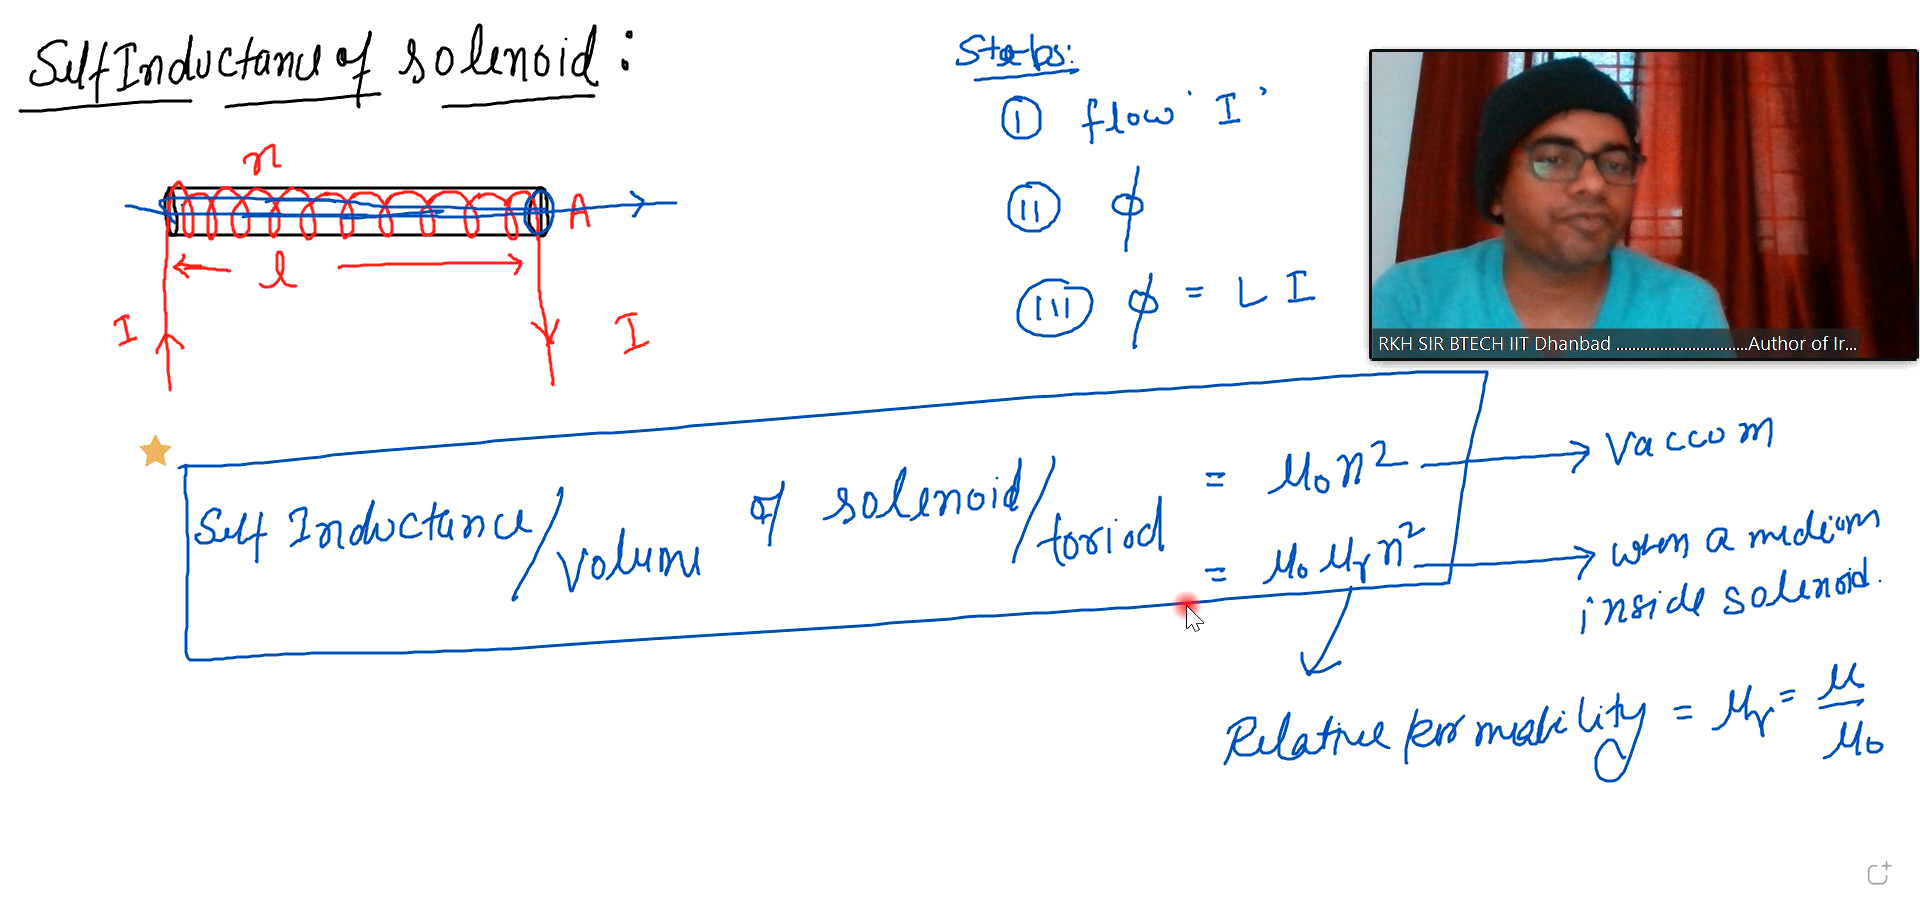 Self Inductance of solenoid :
n
A
l
I
I
Steps:
I flow 'I'
II ϕ
III ϕ = L I
RKH SIR BTECH IIT Dhanbad ..................................Author of Ir...
Self Inductance/volume of solenoid/toriod = μ₀n² → Vaccom
= μ₀ μᵣ n² → when a medium
inside solenoid.
Relative permeability = μᵣ = μ/μ₀